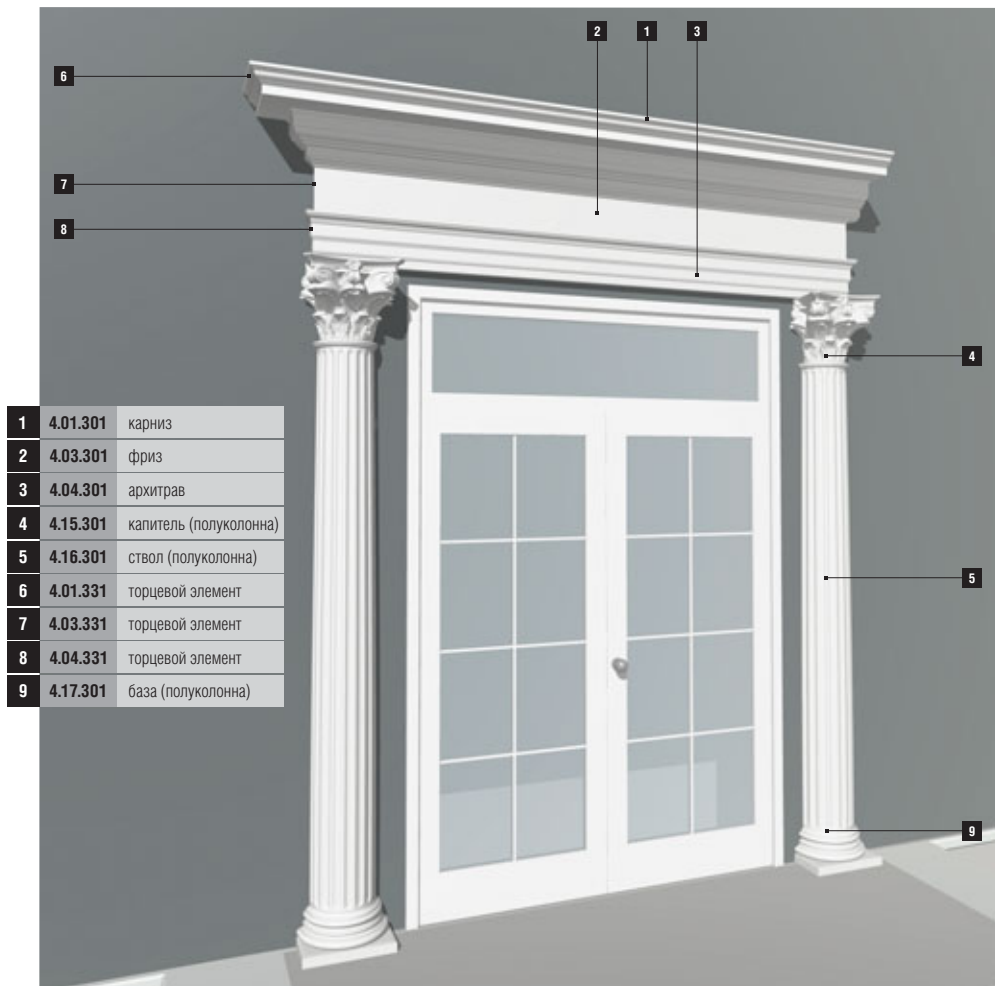 2 1 3
6
7
8
4
1 4.01.301 карниз
2 4.03.301 фриз
3 4.04.301 архитрав
4 4.15.301 капитель (полуколонна)
5 4.16.301 ствол (полуколонна)
6 4.01.331 торцевой элемент
7 4.03.331 торцевой элемент
8 4.04.331 торцевой элемент
9 4.17.301 база (полуколонна)
5
9